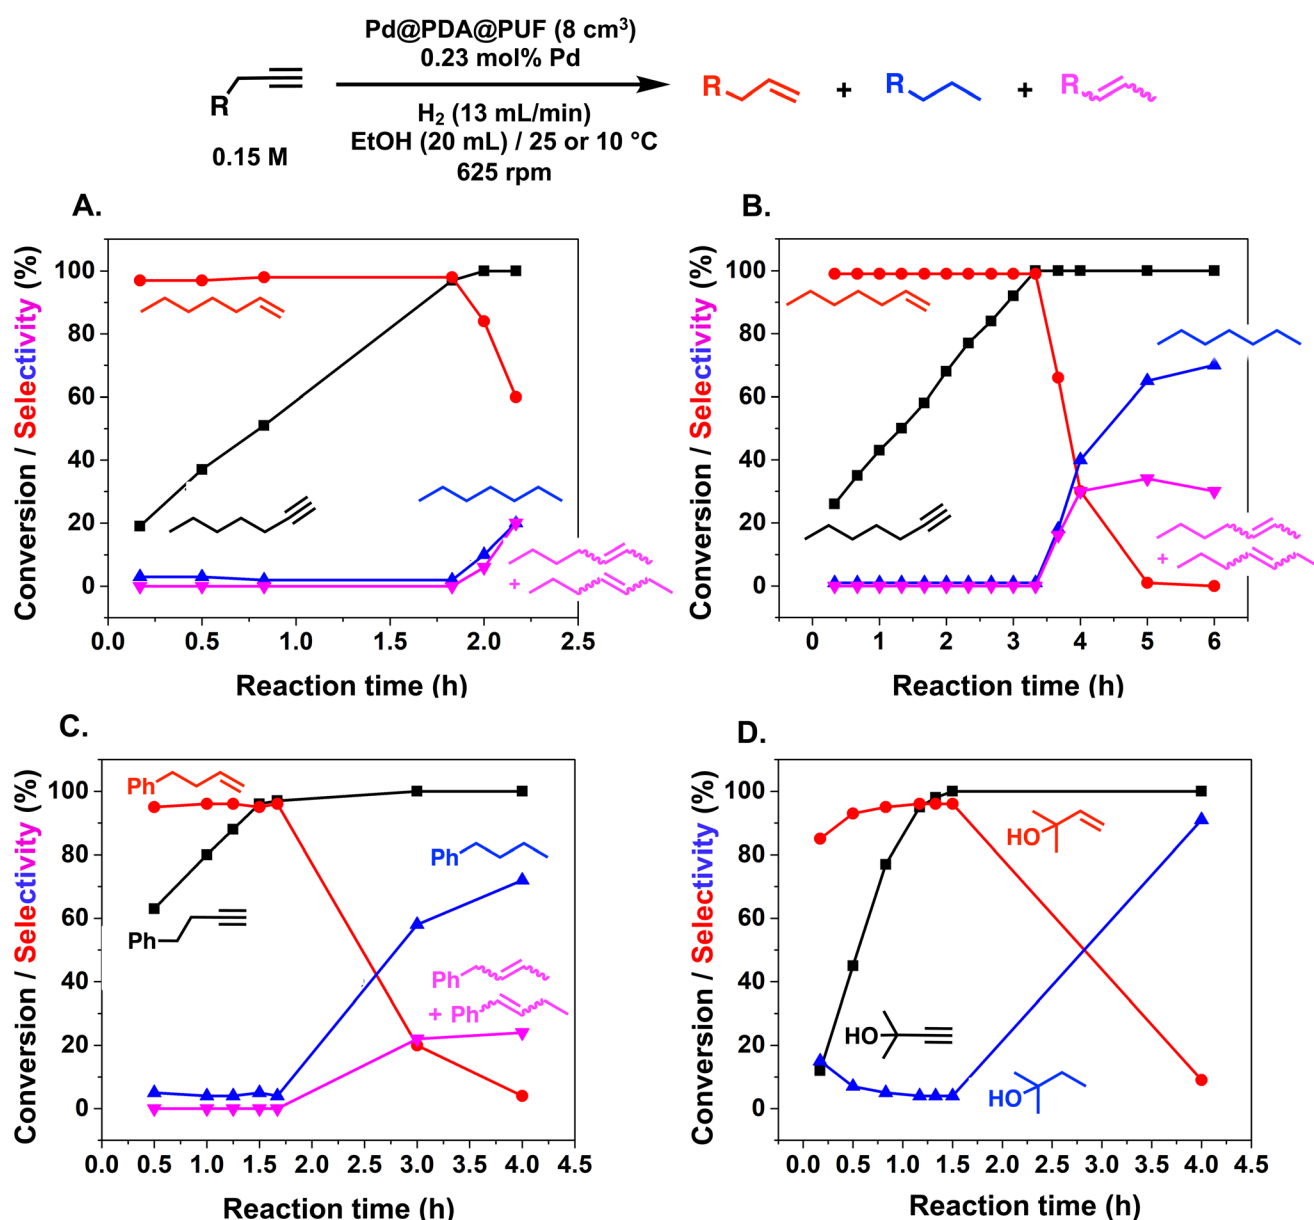 Pd@PDA@PUF (8 cm³)
0.23 mol% Pd
H₂ (13 mL/min)
EtOH (20 mL) / 25 or 10 °C
625 rpm
R
0.15 M
R
+
R
+
R
A.
Conversion / Selectivity (%)
100
80
60
40
20
0
+
0.0 0.5 1.0 1.5 2.0 2.5
Reaction time (h)
B.
Conversion / Selectivity (%)
100
80
60
40
20
0
+
0 1 2 3 4 5 6
Reaction time (h)
C.
Conversion / Selectivity (%)
100
80
60
40
20
0
Ph
Ph
Ph
Ph
+ Ph
0.0 0.5 1.0 1.5 2.0 2.5 3.0 3.5 4.0 4.5
Reaction time (h)
D.
Conversion / Selectivity (%)
100
80
60
40
20
0
HO
HO
HO
0.0 0.5 1.0 1.5 2.0 2.5 3.0 3.5 4.0 4.5
Reaction time (h)